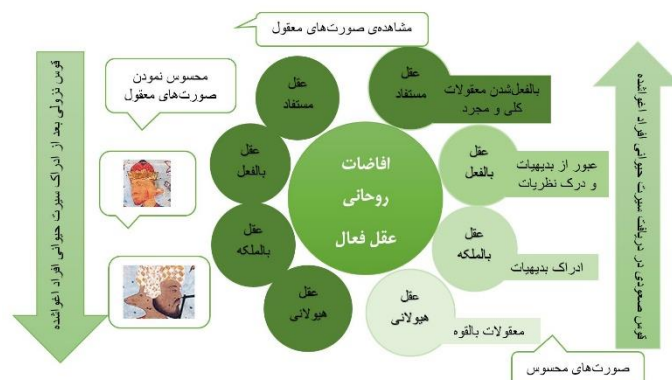 مشاهده‌ی صورت‌های معقول
قوس صعودی در دریافت سیرت حیوانی افراد اغواشده
عقل
مستفاد
بالفعل‌شدن معقولات
کلی و مجرد
عقل
بالفعل
عبور از بدیهیات
و درک نظریات
عقل
بالملکه
ادراک بدیهیات
عقل
هیولانی
معقولات بالقوه
صورت‌های محسوس
افاضات
روحانی
عقل فعال
عقل
مستفاد
عقل
بالفعل
عقل
بالملکه
عقل
هیولانی
محسوس نمودن
صورت‌های معقول
قوس نزولی بعد از ادراک سیرت حیوانی افراد اغواشده